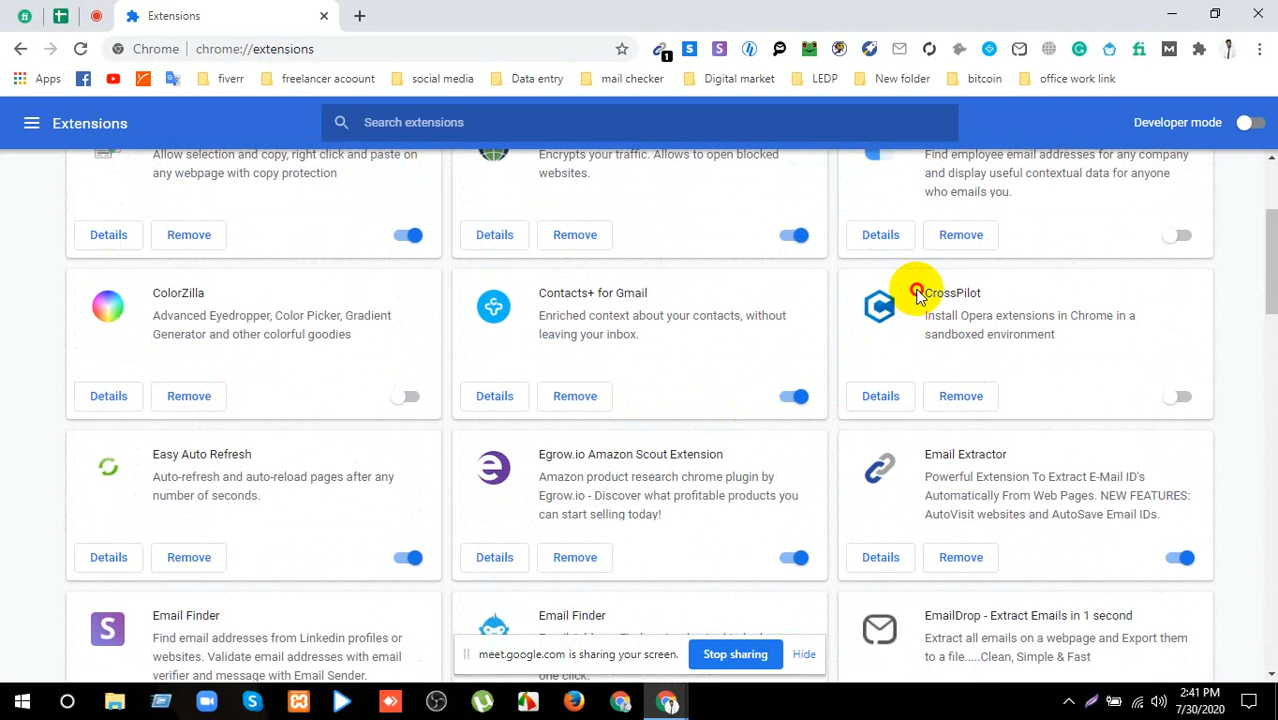 Extensions
Chrome | chrome://extensions
1
Apps fiverr freelancer acoount social media Data entry mail checker Digital market LEDP New folder bitcoin office work link
Extensions Search extensions Developer mode
Allow selection and copy, right click and paste on any webpage with copy protection
Details Remove
Encrypts your traffic. Allows to open blocked websites.
Details Remove
Find employee email addresses for any company and display useful contextual data for anyone who emails you.
Details Remove
ColorZilla
Advanced Eyedropper, Color Picker, Gradient
Generator and other colorful goodies
Details Remove
Contacts+ for Gmail
Enriched context about your contacts, without
leaving your inbox.
Details Remove
CrossPilot
Install Opera extensions in Chrome in a
sandboxed environment
Details Remove
Easy Auto Refresh
Auto-refresh and auto-reload pages after any
number of seconds.
Details Remove
Egrow.io Amazon Scout Extension
Amazon product research chrome plugin by
Egrow.io - Discover what profitable products you
can start selling today!
Details Remove
Email Extractor
Powerful Extension To Extract E-Mail ID's
Automatically From Web Pages. NEW FEATURES:
AutoVisit websites and AutoSave Email IDs.
Details Remove
Email Finder
Find email addresses from Linkedin profiles or
websites. Validate email addresses with email
verifier and message with Email Sender.
Email Finder
EmailDrop - Extract Emails in 1 second
Extract all emails on a webpage and Export them
to a file.....Clean, Simple & Fast
meet.google.com is sharing your screen. Stop sharing Hide
2:41 PM
7/30/2020